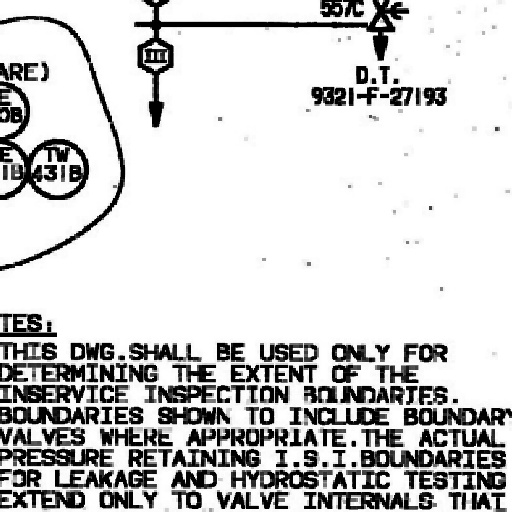 557C
III
D.T.
9321-F-27193
ARE)
E
0B
E
1B
TW
431B
TES:
THIS DWG.SHALL BE USED ONLY FOR
DETERMINING THE EXTENT OF THE
INSERVICE INSPECTION BOUNDARIES.
BOUNDARIES SHOWN TO INCLUDE BOUNDARY
VALVES WHERE APPROPRIATE.THE ACTUAL
PRESSURE RETAINING I.S.I.BOUNDARIES
FOR LEAKAGE AND HYDROSTATIC TESTING
EXTEND ONLY TO VALVE INTERNALS THAT